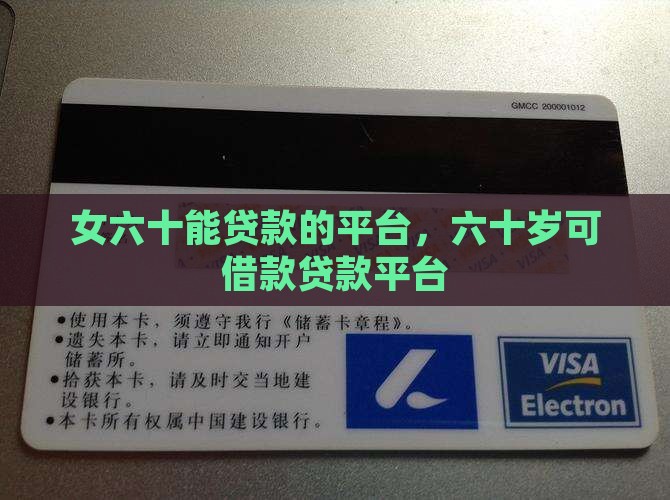 GMCC 200001012
女六十能贷款的平台，六十岁可
借款贷款平台
•使用本卡，须遵守我行《储蓄卡章程》。
•遗失本卡，请立即通知开户
储蓄所。
•拾获本卡，请及时交当地建
设银行。
•本卡所有权属中国建设银行。
VISA
Electron